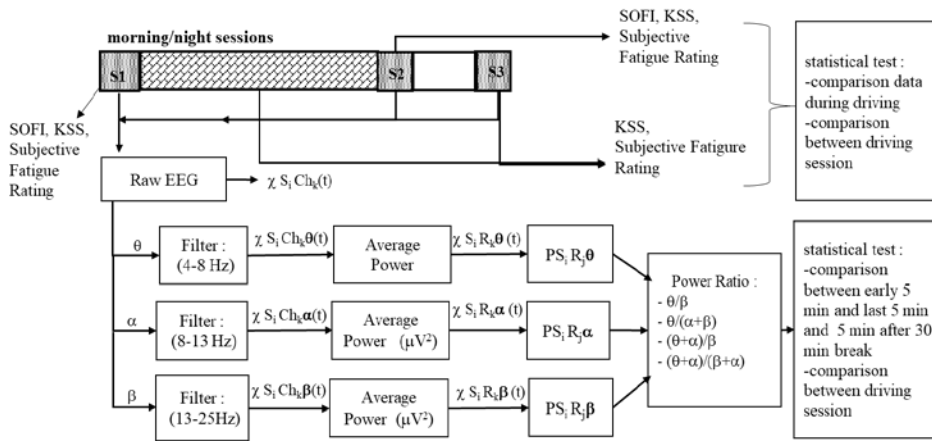 morning/night sessions
S1
S2
S3
SOFI, KSS,
Subjective
Fatigue Rating
SOFI, KSS,
Subjective
Fatigue
Rating
KSS,
Subjective Fatigure
Rating
statistical test :
-comparison data
during driving
-comparison
between driving
session
Raw EEG
χ SᵢChₖ(t)
θ
Filter :
(4-8 Hz)
χ SᵢChₖθ(t)
Average
Power
χ SᵢRₖθ (t)
PSᵢRⱼθ
α
Filter:
(8-13 Hz)
χ SᵢChₖα(t)
Average
Power (μV²)
χ SᵢRₖα (t)
PSᵢRⱼα
β
Filter :
(13-25Hz)
χ SᵢChₖβ(t)
Average
Power (μV²)
χ SᵢRₖβ(t)
PSᵢRⱼβ
Power Ratio :
- θ/β
- θ/(α+β)
- (θ+α)/β
- (θ+α)/(β+α)
statistical test :
-comparison
between early 5
min and last 5 min
and 5 min after 30
min break
-comparison
between driving
session